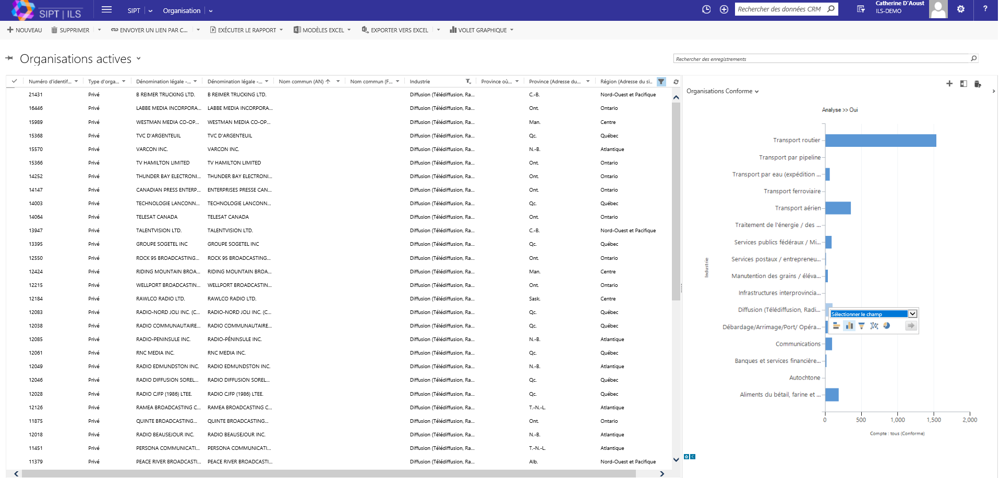 SIPT | ILS
SIPT
Organisation
Rechercher des données CRM
Catherine D'Aoust
ILS-DEMO
?
NOUVEAU
SUPPRIMER
ENVOYER UN LIEN PAR C...
EXÉCUTER LE RAPPORT
MODÈLES EXCEL
EXPORTER VERS EXCEL
VOLET GRAPHIQUE
Organisations actives
Rechercher des enregistrements
Numéro d'identif... Type d'orga... Dénomination légale -... Dénomination légale -... Nom commun (AN) Nom commun (F... Industrie Province où... Province (Adresse du... Région (Adresse du si..
21431 Privé B REIMER TRUCKING LTD. B REIMER TRUCKING LTD. Diffusion (Télédiffusion, Ra... C.-B. Nord-Ouest et Pacifique
16446 Privé LABBE MEDIA INCORPORA... LABBE MEDIA INCORPORA... Diffusion (Télédiffusion, Ra... Ont. Ontario
15989 Privé WESTMAN MEDIA CO-OP... WESTMAN MEDIA CO-OP... Diffusion (Télédiffusion, Ra... Man. Centre
15368 Privé TVC D'ARGENTEUIL TVC D'ARGENTEUIL Diffusion (Télédiffusion, Ra... Qc. Québec
15570 Privé VARCON INC. VARCON INC. Diffusion (Télédiffusion, Ra... N.-B. Atlantique
15366 Privé TV HAMILTON LIMITED TV HAMILTON LIMITED Diffusion (Télédiffusion, Ra... Ont. Ontario
14252 Privé THUNDER BAY ELECTRONI... THUNDER BAY ELECTRONI... Diffusion (Télédiffusion, Ra... Ont. Ontario
14147 Privé CANADIAN PRESS ENTERP... ENTERPRISES PRESSE CAN... Diffusion (Télédiffusion, Ra... Ont. Ontario
14003 Privé TECHNOLOGIE LANCONN... TECHNOLOGIE LANCONN... Diffusion (Télédiffusion, Ra... Qc. Québec
14064 Privé TELESAT CANADA TELESAT CANADA Diffusion (Télédiffusion, Ra... Ont. Ontario
13947 Privé TALENTVISION LTD. TALENTVISION LTD. Diffusion (Télédiffusion, Ra... C.-B. Nord-Ouest et Pacifique
13395 Privé GROUPE SOGETEL INC GROUPE SOGETEL INC Diffusion (Télédiffusion, Ra... Qc. Québec
12550 Privé ROCK 95 BROADCASTING... ROCK 95 BROADCASTING... Diffusion (Télédiffusion, Ra... Ont. Ontario
12424 Privé RIDING MOUNTAIN BROA... RIDING MOUNTAIN BROA... Diffusion (Télédiffusion, Ra... Man. Centre
12215 Privé WELLPORT BROADCASTIN... WELLPORT BROADCASTIN... Diffusion (Télédiffusion, Ra... Ont. Ontario
12184 Privé RAWLCO RADIO LTD. RAWLCO RADIO LTD. Diffusion (Télédiffusion, Ra... Sask. Centre
12083 Privé RADIO-NORD JOLI INC. (C... RADIO-NORD JOLI INC. (C... Diffusion (Télédiffusion, Ra... Qc. Québec
12038 Privé RADIO COMMUNAUTAIRE... RADIO COMMUNAUTAIRE... Diffusion (Télédiffusion, Ra... Qc. Québec
12085 Privé RADIO-PENINSULE INC. RADIO-PÉNINSULE INC. Diffusion (Télédiffusion, Ra... N.-B. Atlantique
12061 Privé RNC MEDIA INC. RNC MEDIA INC. Diffusion (Télédiffusion, Ra... Qc. Québec
12049 Privé RADIO EDMUNDSTON INC. RADIO EDMUNDSTON INC. Diffusion (Télédiffusion, Ra... N.-B. Atlantique
12046 Privé RADIO DIFFUSION SOREL... RADIO DIFFUSION SOREL... Diffusion (Télédiffusion, Ra... Qc. Québec
12028 Privé RADIO CJFP (1986) LTEE. RADIO CJFP (1986) LTEE. Diffusion (Télédiffusion, Ra... Qc. Québec
12126 Privé RAMEA BROADCASTING C... RAMEA BROADCASTING C... Diffusion (Télédiffusion, Ra... T.-N.-L. Atlantique
11875 Privé QUINTE BROADCASTING... QUINTE BROADCASTING... Diffusion (Télédiffusion, Ra... Ont. Ontario
12018 Privé RADIO BEAUSEJOUR INC. RADIO BEAUSEJOUR INC. Diffusion (Télédiffusion, Ra... N.-B. Atlantique
11451 Privé PERSONA COMMUNICATI... PERSONA COMMUNICATI... Diffusion (Télédiffusion, Ra... T.-N.-L. Atlantique
11379 Privé PEACE RIVER BROADCASTI... PEACE RIVER BROADCASTI... Diffusion (Télédiffusion, Ra... Alb. Nord-Ouest et Pacifique
Organisations Conforme
Analyse >> Oui
Industrie
Transport routier
Transport par pipeline
Transport par eau (expédition ...
Transport ferroviaire
Transport aérien
Traitement de l'énergie / des ...
Services publics fédéraux / Mi...
Services postaux / entrepreneu...
Manutention des grains / éléva...
Infrastructures interprovincia...
Diffusion (Télédiffusion, Radi...
Sélectionner le champ
Débardage/Arrimage/Port/ Opéra...
Communications
Banques et services financière...
Autochtone
Aliments du bétail, farine et ...
0 500 1,000 1,500 2,000
Compte : tous (Conforme)